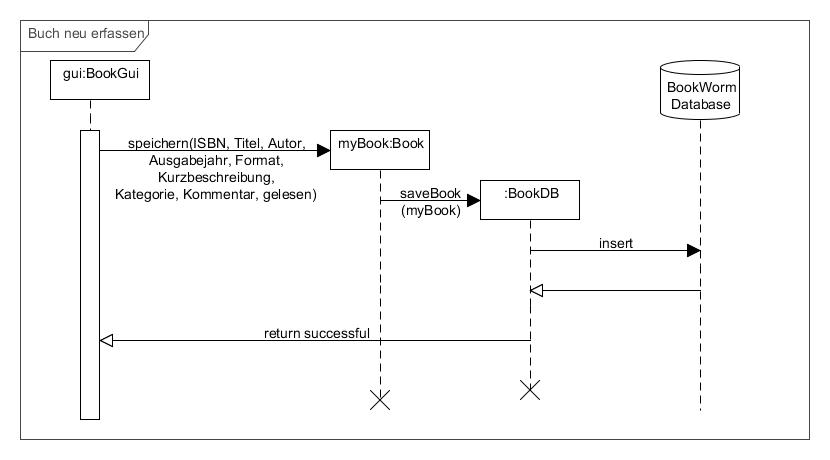 Buch neu erfassen
gui:BookGui
BookWorm
Database
speichern(ISBN, Titel, Autor,
Ausgabejahr, Format,
Kurzbeschreibung,
Kategorie, Kommentar, gelesen)
myBook:Book
saveBook
(myBook)
:BookDB
insert
return successful